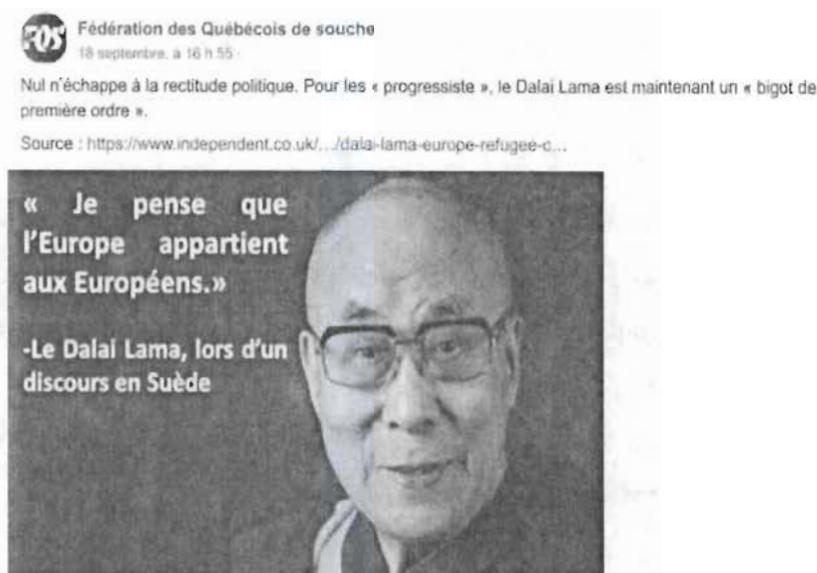 FQS
Fédération des Québécois de souche
18 septembre, à 16 h 55 ·
Nul n'échappe à la rectitude politique. Pour les « progressiste », le Dalai Lama est maintenant un « bigot de
première ordre ».
Source : https://www.independent.co.uk/…/dalai-lama-europe-refugee-c…
« Je pense que
l'Europe appartient
aux Européens.»
-Le Dalai Lama, lors d'un
discours en Suède